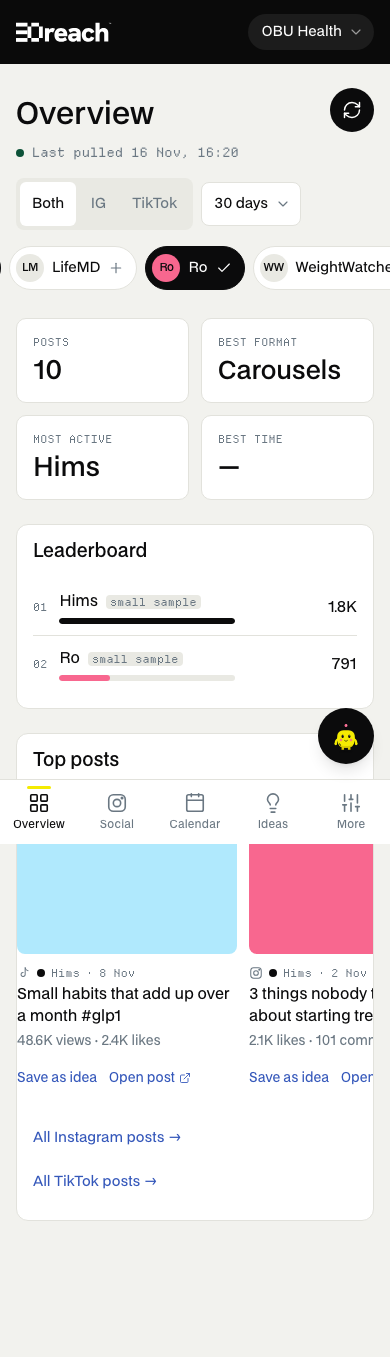 reach
OBU Health
Overview
Last pulled 16 Nov, 16:20
Both IG TikTok 30 days
LM LifeMD Ro Ro WW WeightWatche
POSTS BEST FORMAT
10 Carousels
MOST ACTIVE BEST TIME
Hims —
Leaderboard
01 Hims small sample 1.8K
02 Ro small sample 791
Top posts
Overview Social Calendar Ideas More
Hims · 8 Nov Hims · 2 Nov
Small habits that add up over 3 things nobody t
a month #glp1 about starting tre
48.6K views · 2.4K likes 2.1K likes · 101 comr
Save as idea Open post Save as idea Open
All Instagram posts →
All TikTok posts →